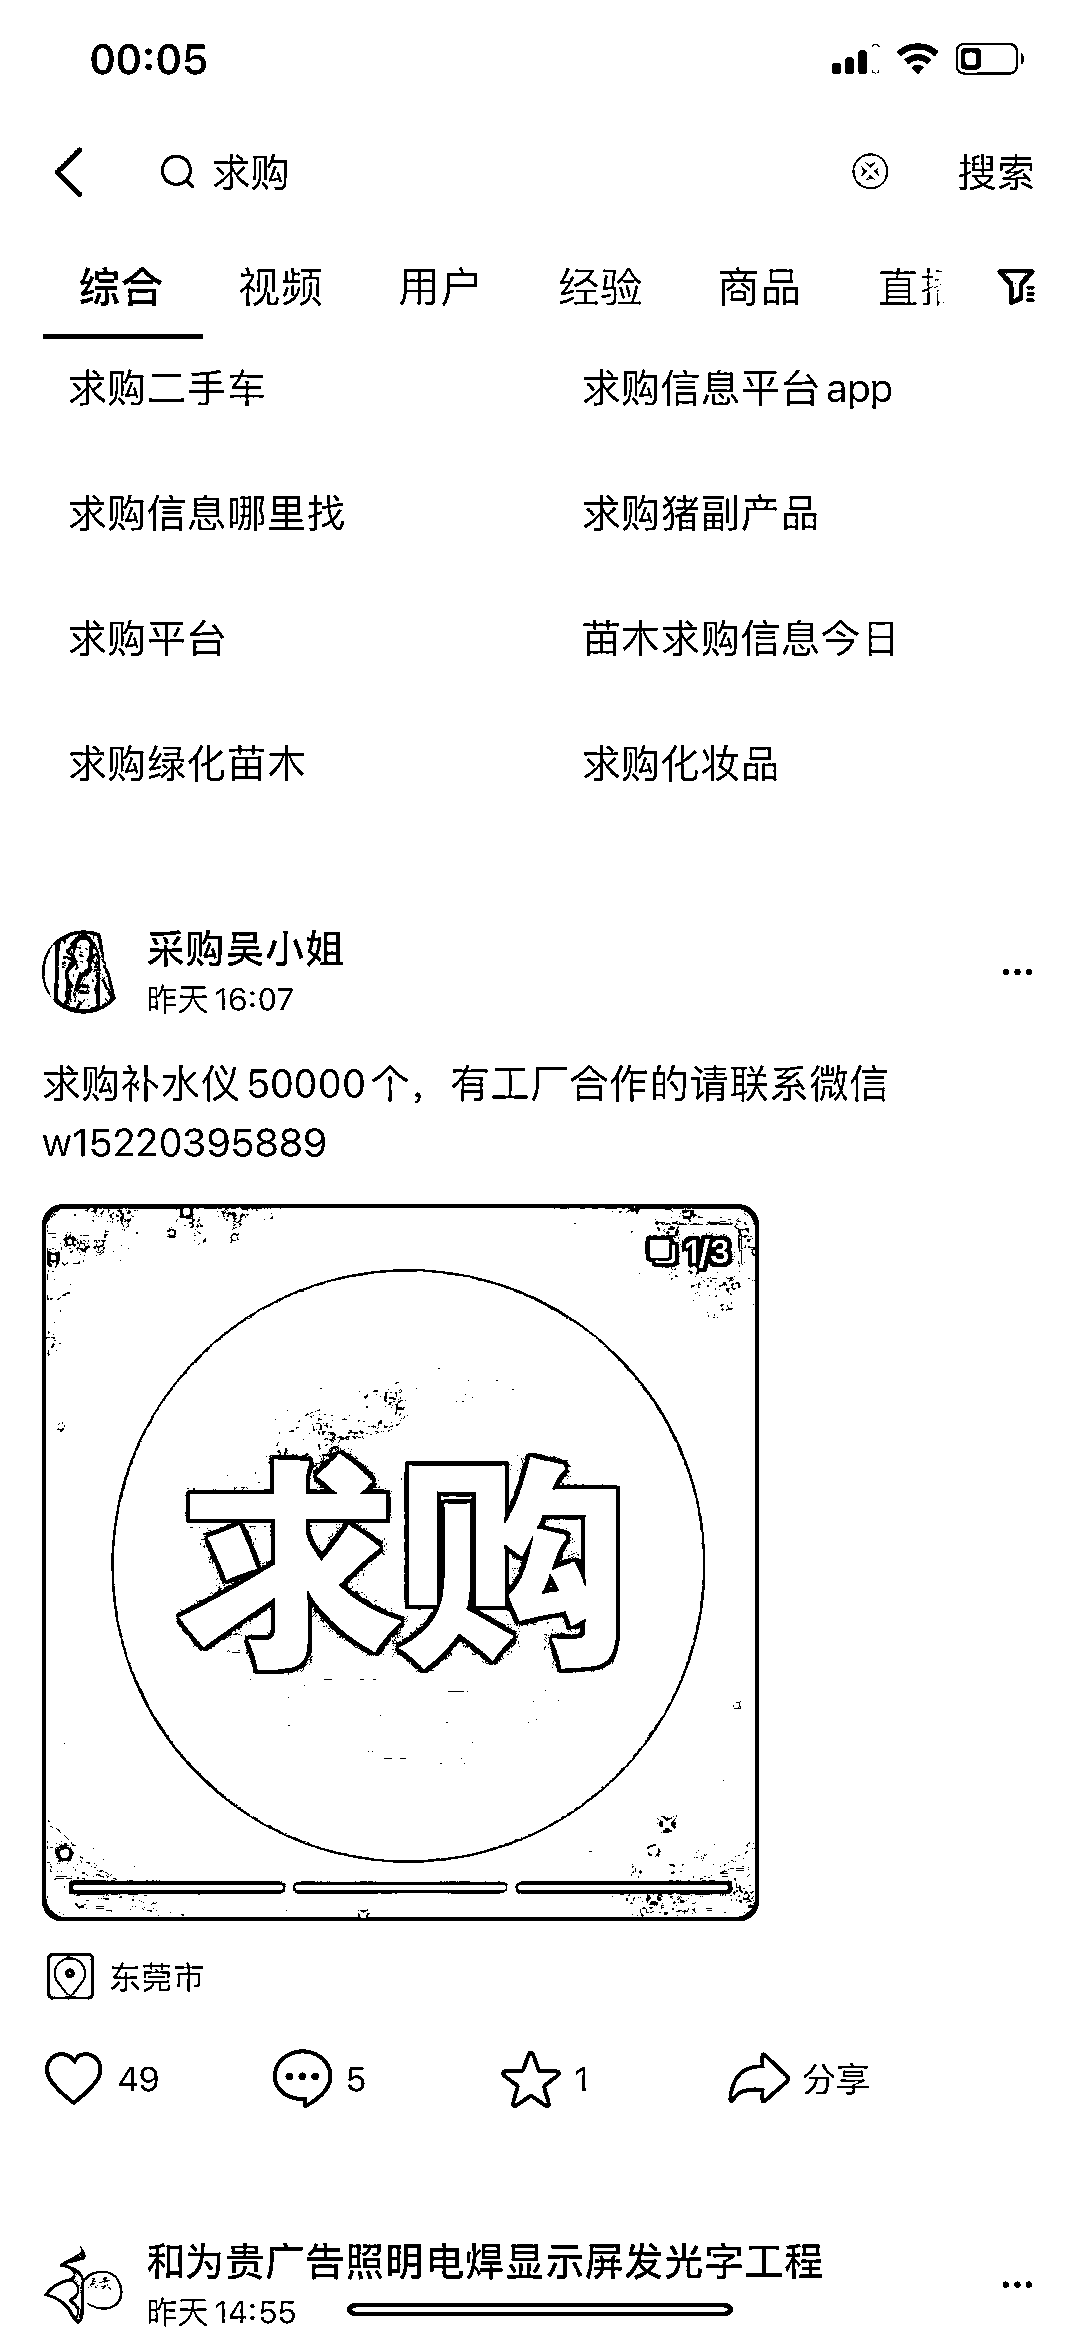 00:05
求购
搜索
综合 视频 用户 经验 商品 直播
求购二手车 求购信息平台app
求购信息哪里找 求购猪副产品
求购平台 苗木求购信息今日
求购绿化苗木 求购化妆品
采购吴小姐
昨天16:07
求购补水仪50000个，有工厂合作的请联系微信
w15220395889
1/3
求购
东莞市
49 5 1 分享
和为贵广告照明电焊显示屏发光字工程
昨天14:55